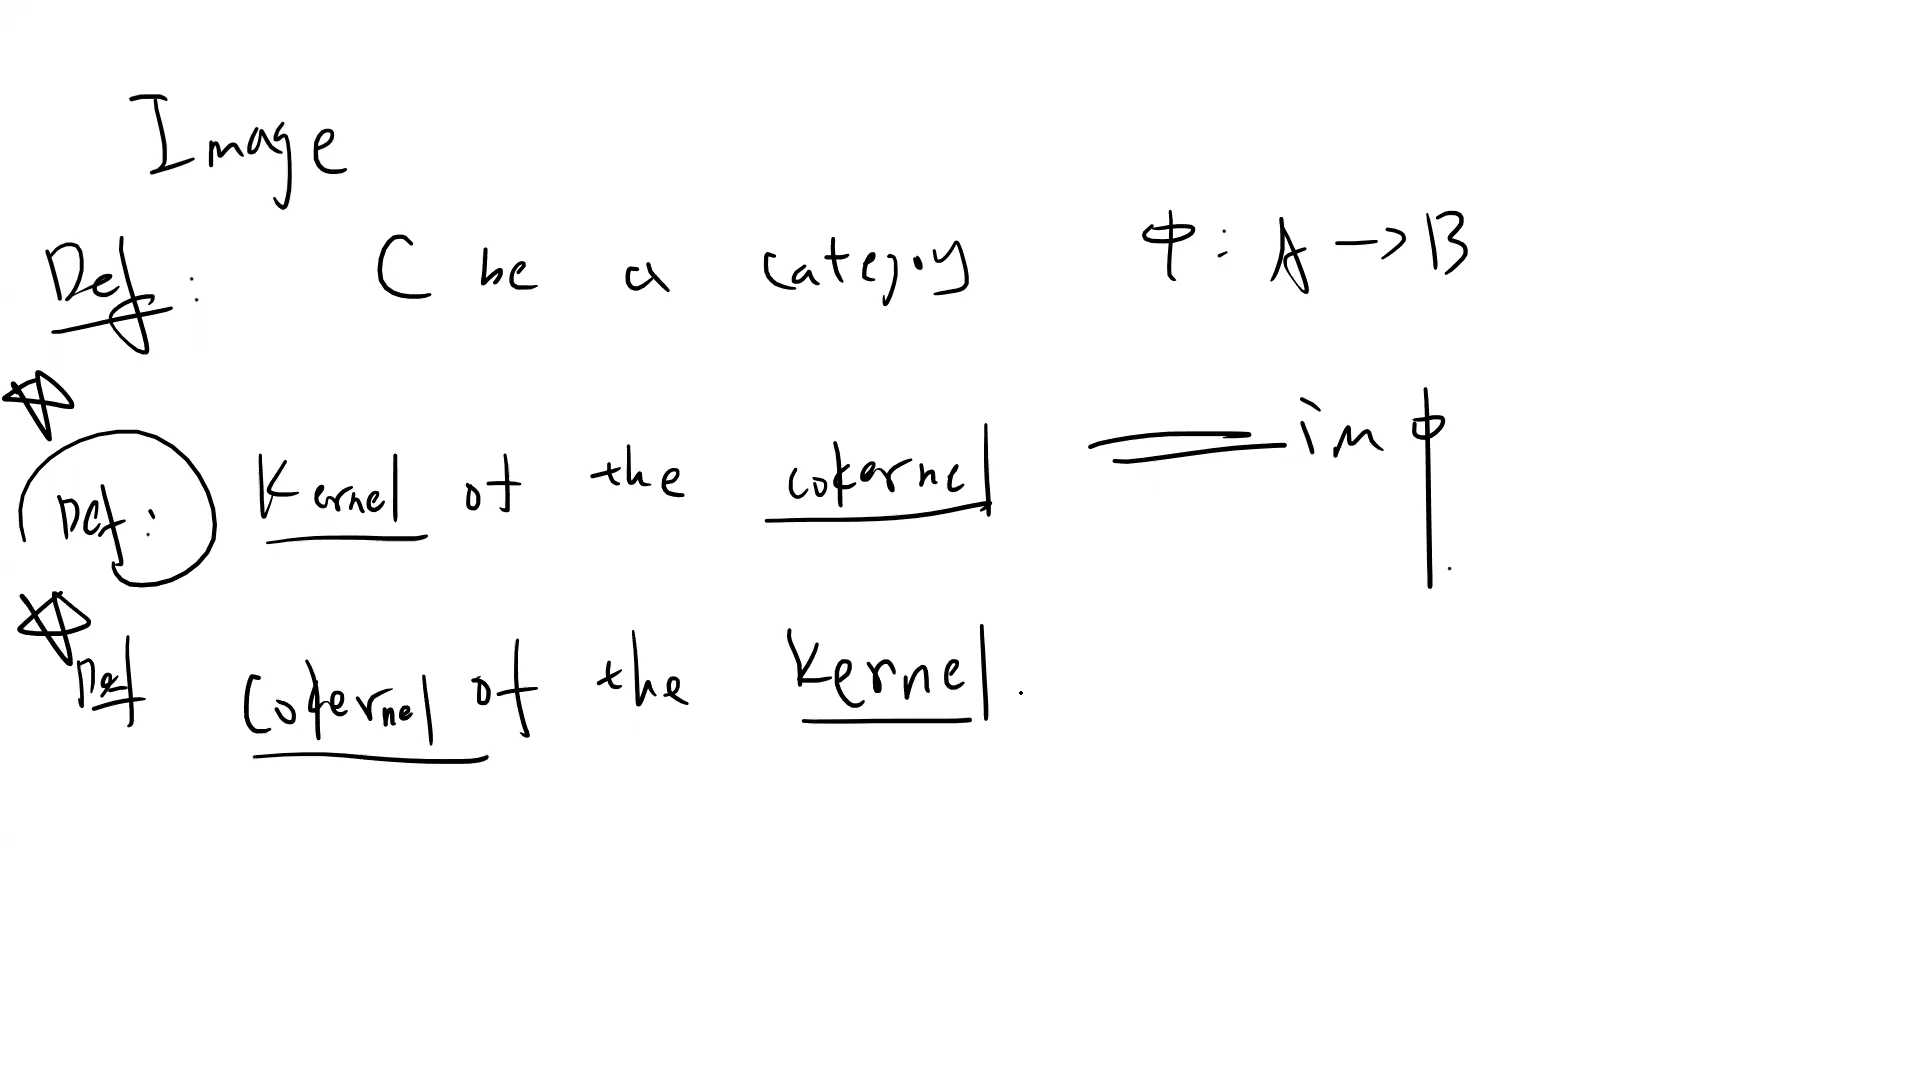 Image
Def: C be a category φ: A → B
Def: Kernel of the cokernel = im φ
Def Cokernel of the Kernel.